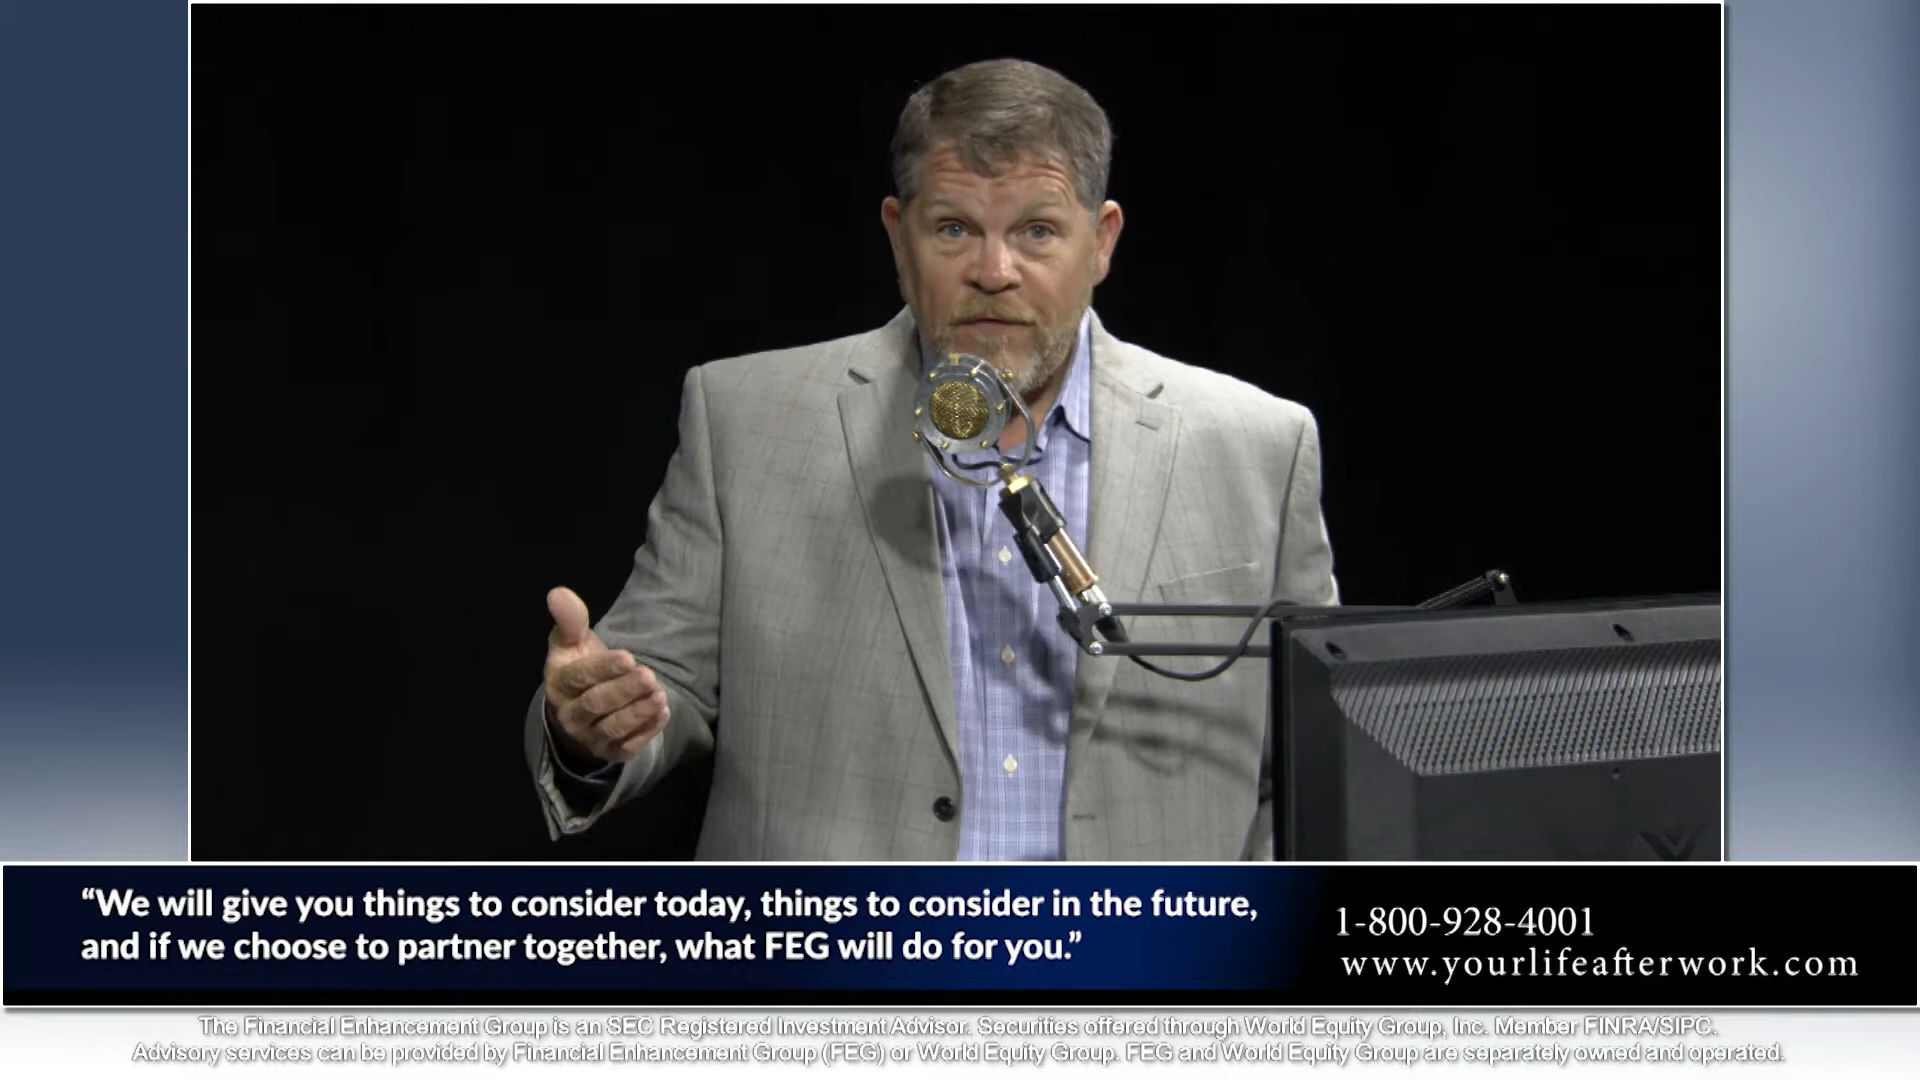 “We will give you things to consider today, things to consider in the future,
and if we choose to partner together, what FEG will do for you.”
1-800-928-4001
www.yourlifeafterwork.com
The Financial Enhancement Group is an SEC Registered Investment Advisor. Securities offered through World Equity Group, Inc. Member FINRA/SIPC.
Advisory services can be provided by Financial Enhancement Group (FEG) or World Equity Group. FEG and World Equity Group are separately owned and operated.